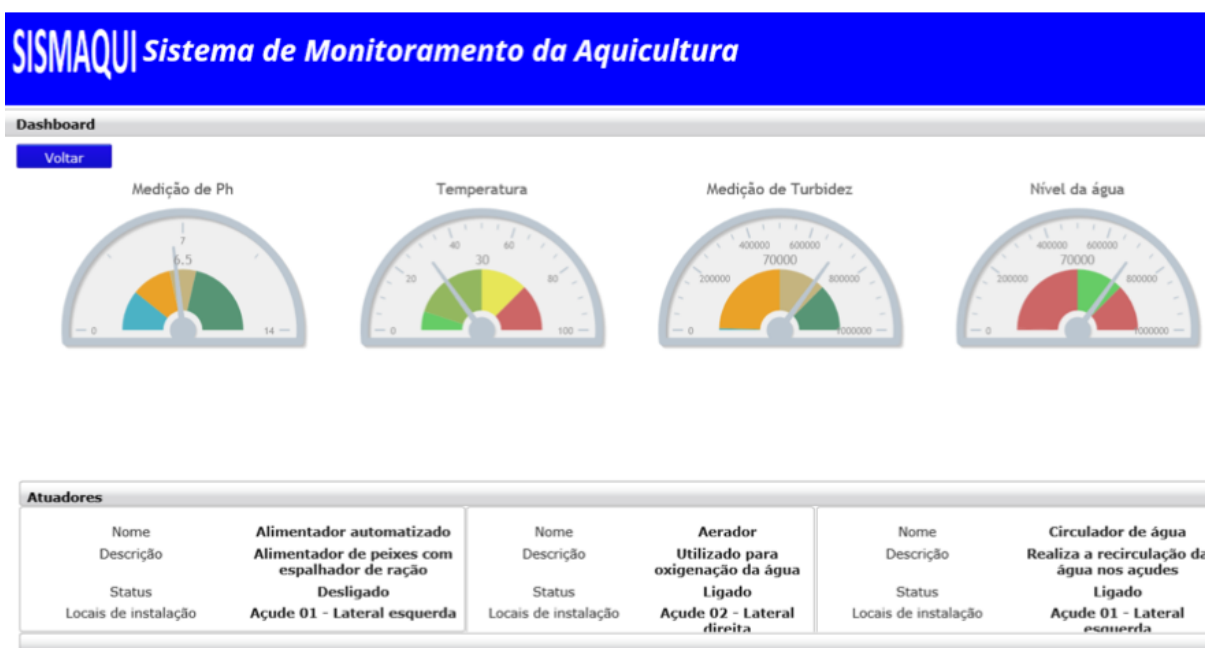 SISMAQUI Sistema de Monitoramento da Aquicultura
Dashboard
Voltar
Medição de Ph
0
7
6.5
14
Temperatura
0
20
40
60
80
100
30
Medição de Turbidez
0
200000
400000
600000
800000
1000000
70000
Nível da água
0
200000
400000
600000
800000
1000000
70000
Atuadores
Nome Alimentador automatizado
Descrição Alimentador de peixes com
espalhador de ração
Status Desligado
Locais de instalação Açude 01 - Lateral esquerda
Nome Aerador
Descrição Utilizado para
oxigenação da água
Status Ligado
Locais de instalação Açude 02 - Lateral
direita
Nome Circulador de água
Descrição Realiza a recirculação da
água nos açudes
Status Ligado
Locais de instalação Açude 01 - Lateral
esquerda